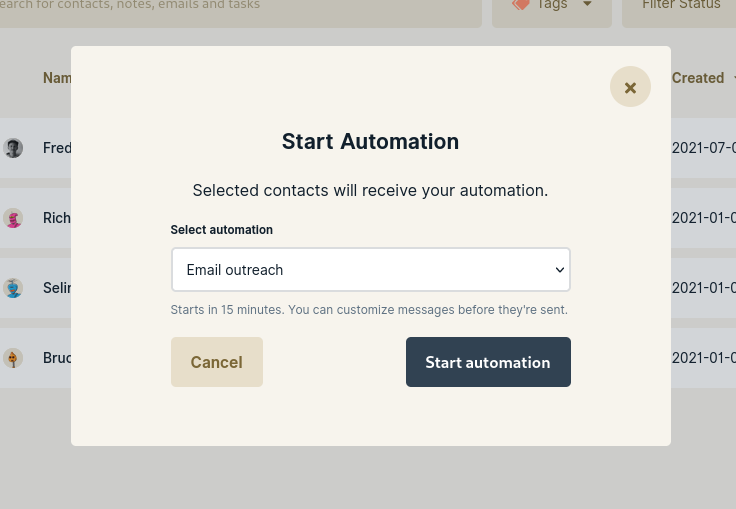 earch for contacts, notes, emails and tasks
Tags
Filter Status
Nam
Created
Start Automation
Selected contacts will receive your automation.
Select automation
Email outreach
Starts in 15 minutes. You can customize messages before they're sent.
Cancel
Start automation
Fred
2021-07-0
Rich
2021-01-0
Selin
2021-01-0
Bruc
2021-01-0